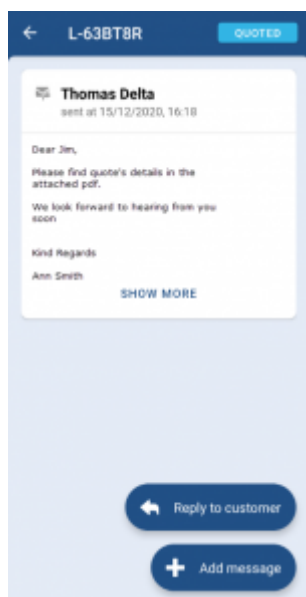 L-63BT8R
QUOTED
Thomas Delta
sent at 15/12/2020, 16:18
Dear Jim,
Please find quote's details in the
attached pdf.
We look forward to hearing from you
soon
Kind Regards
Ann Smith
SHOW MORE
Reply to customer
Add message